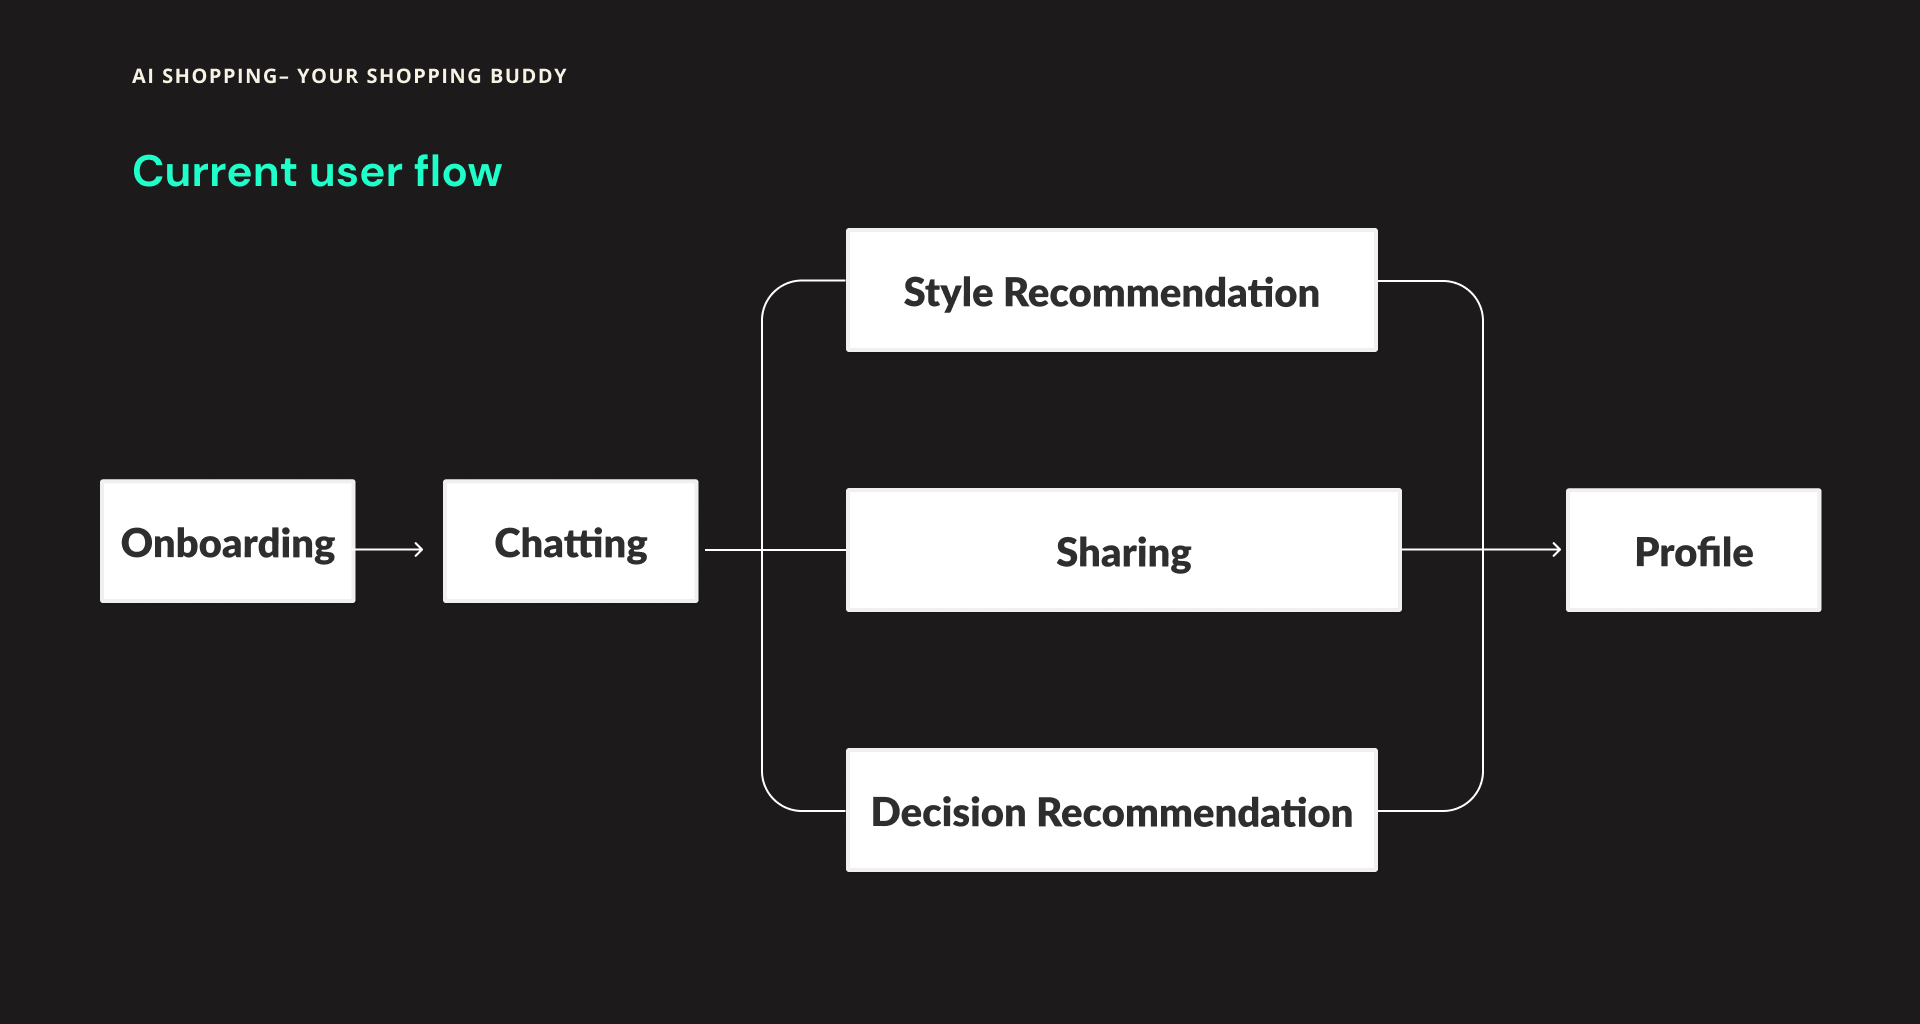 AI SHOPPING– YOUR SHOPPING BUDDY
Current user flow
Style Recommendation
Onboarding
Chatting
Sharing
Profile
Decision Recommendation